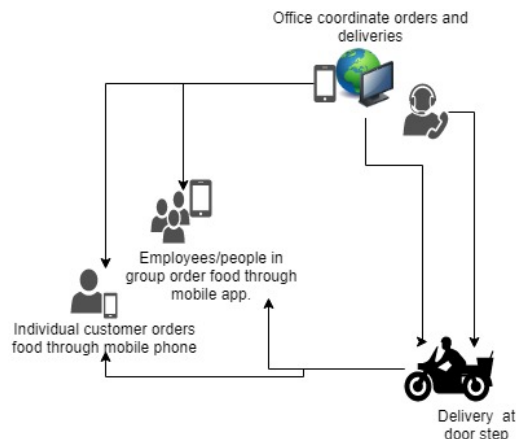 Office coordinate orders and
deliveries
Employees/people in
group order food through
mobile app.
Individual customer orders
food through mobile phone
Delivery at
door step